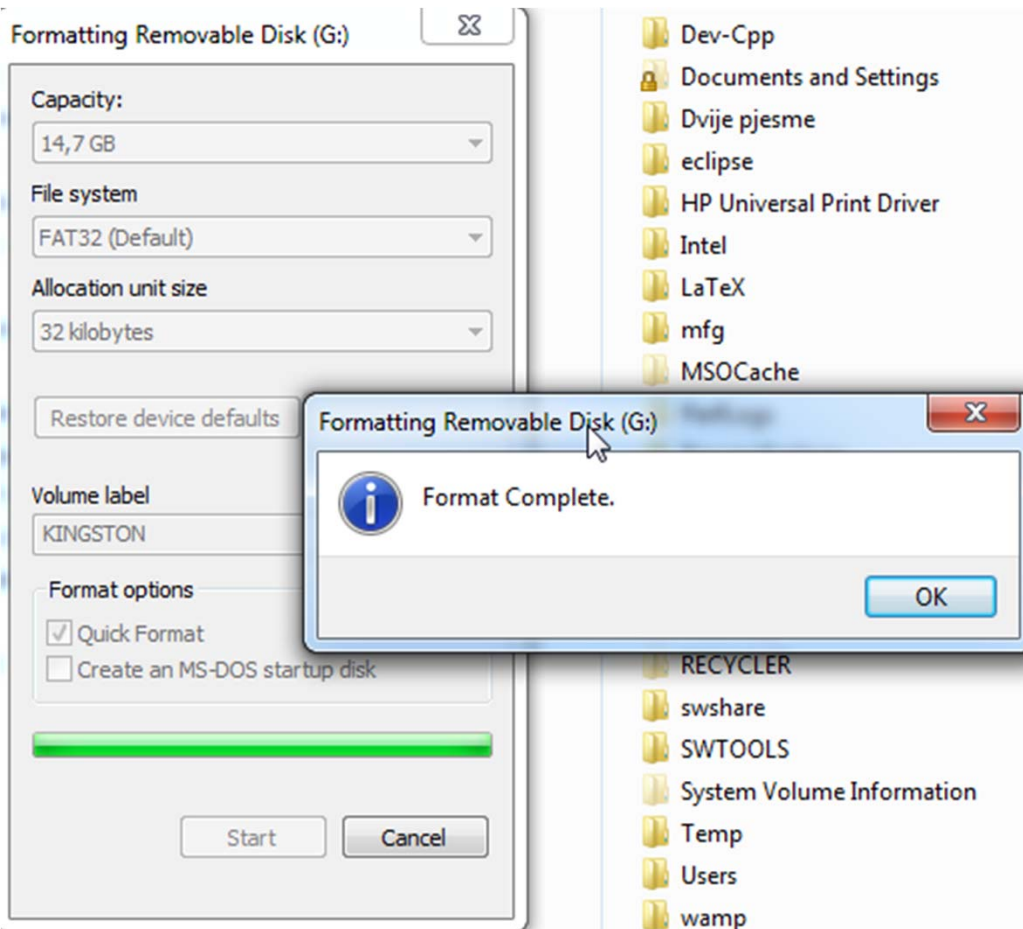 Formatting Removable Disk (G:)
Capacity:
14,7 GB
File system
FAT32 (Default)
Allocation unit size
32 kilobytes
Restore device defaults
Volume label
KINGSTON
Format options
Quick Format
Create an MS-DOS startup disk
Start
Cancel
Formatting Removable Disk (G:)
Format Complete.
OK
Dev-Cpp
Documents and Settings
Dvije pjesme
eclipse
HP Universal Print Driver
Intel
LaTeX
mfg
MSOCache
RECYCLER
swshare
SWTOOLS
System Volume Information
Temp
Users
wamp